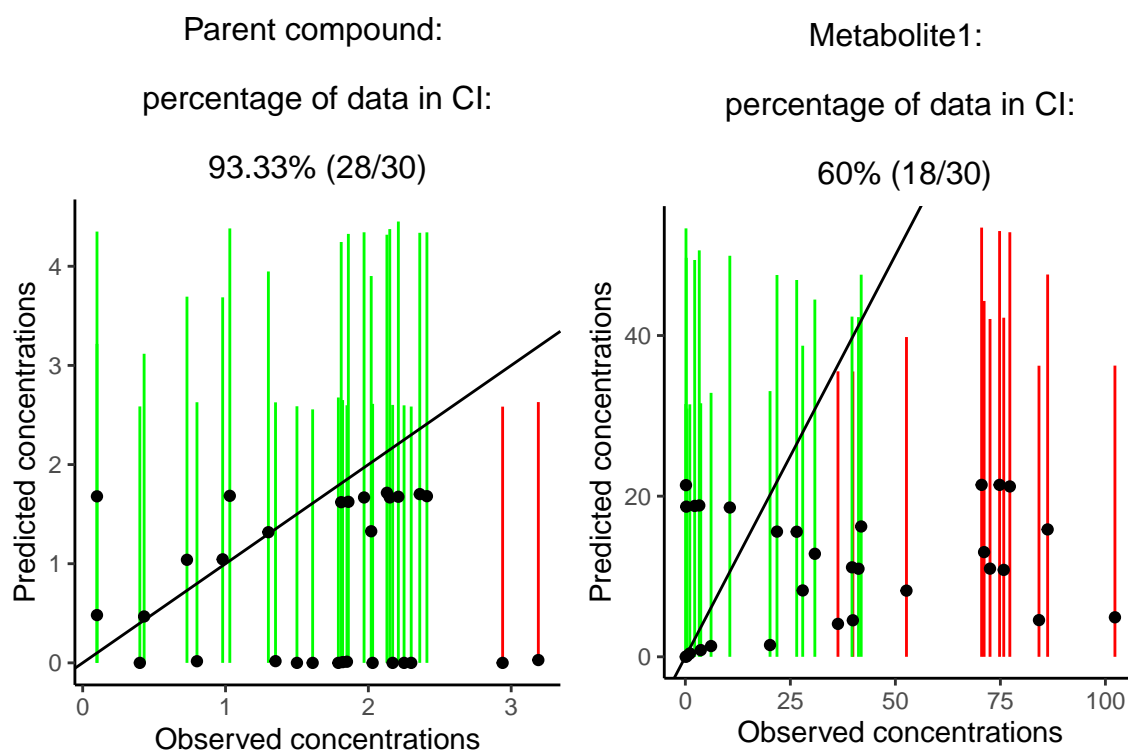 Parent compound:
percentage of data in CI:
93.33% (28/30)
Predicted concentrations
4
3
2
1
0
0 1 2 3
Observed concentrations
Metabolite1:
percentage of data in CI:
60% (18/30)
Predicted concentrations
40
20
0
0 25 50 75 100
Observed concentrations